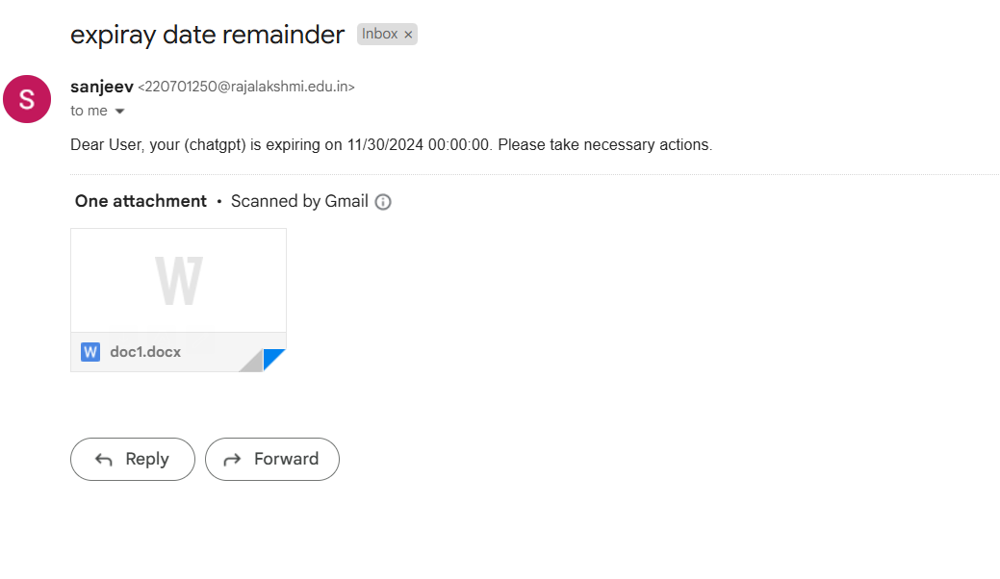 expiray date remainder Inbox ×
S
sanjeev <220701250@rajalakshmi.edu.in>
to me
Dear User, your (chatgpt) is expiring on 11/30/2024 00:00:00. Please take necessary actions.
One attachment • Scanned by Gmail
W
W doc1.docx
Reply Forward